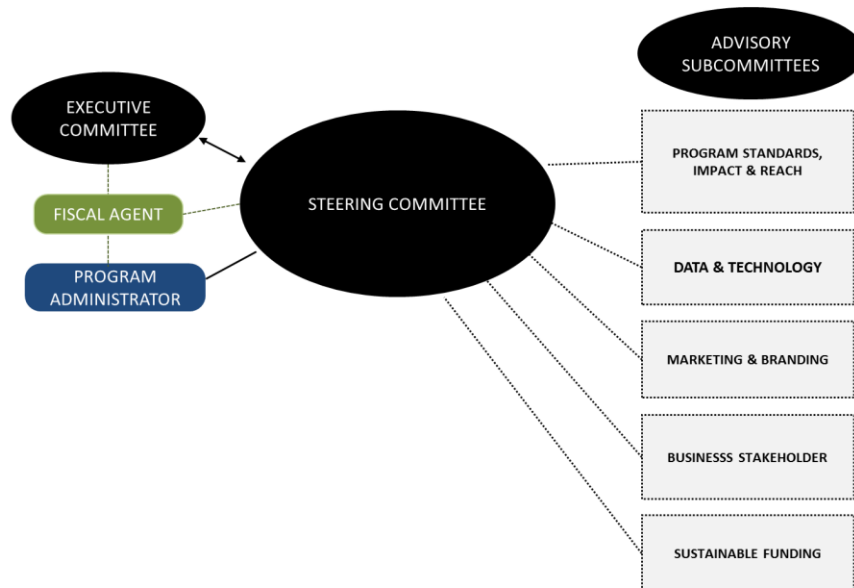 EXECUTIVE
COMMITTEE
FISCAL AGENT
PROGRAM
ADMINISTRATOR
STEERING COMMITTEE
ADVISORY
SUBCOMMITTEES
PROGRAM STANDARDS,
IMPACT & REACH
DATA & TECHNOLOGY
MARKETING & BRANDING
BUSINESSS STAKEHOLDER
SUSTAINABLE FUNDING